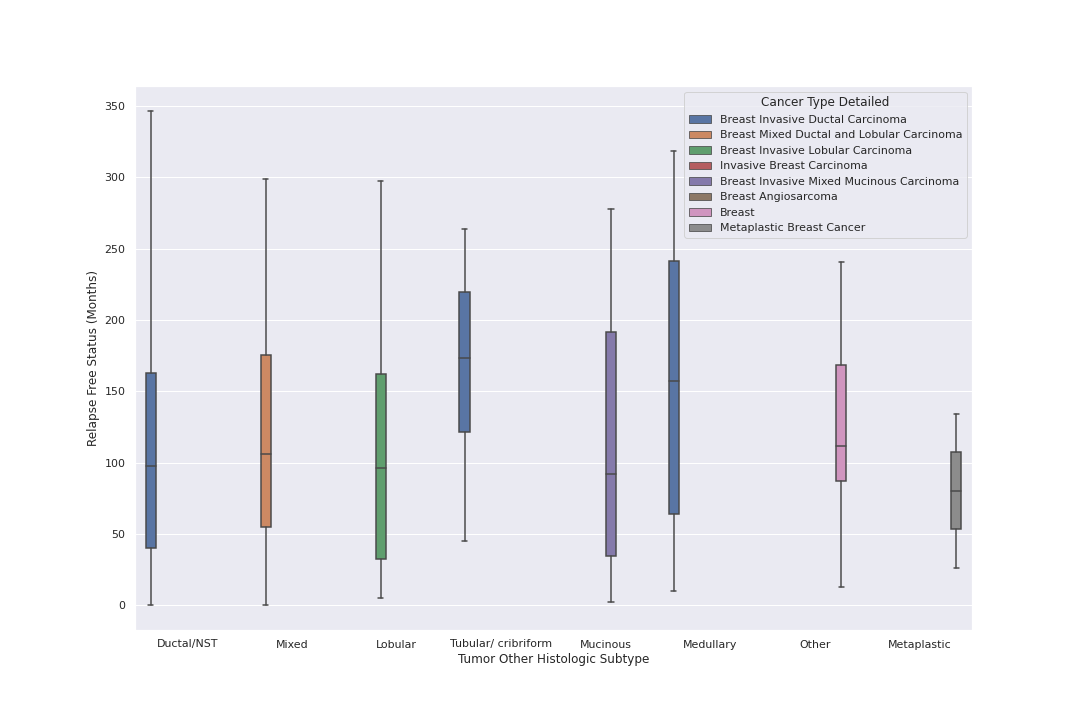 350
300
250
200
150
100
50
0
Relapse Free Status (Months)
Cancer Type Detailed
Breast Invasive Ductal Carcinoma
Breast Mixed Ductal and Lobular Carcinoma
Breast Invasive Lobular Carcinoma
Invasive Breast Carcinoma
Breast Invasive Mixed Mucinous Carcinoma
Breast Angiosarcoma
Breast
Metaplastic Breast Cancer
Ductal/NST Mixed Lobular Tubular/ cribriform Mucinous Medullary Other Metaplastic
Tumor Other Histologic Subtype